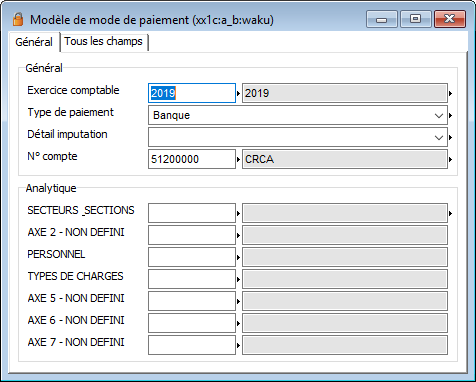 Modèle de mode de paiement (xx1c:a_b:waku)
Général Tous les champs
Général
Exercice comptable 2019 2019
Type de paiement Banque
Détail imputation
N° compte 51200000 CRCA
Analytique
SECTEURS_SECTIONS
AXE 2 - NON DEFINI
PERSONNEL
TYPES DE CHARGES
AXE 5 - NON DEFINI
AXE 6 - NON DEFINI
AXE 7 - NON DEFINI